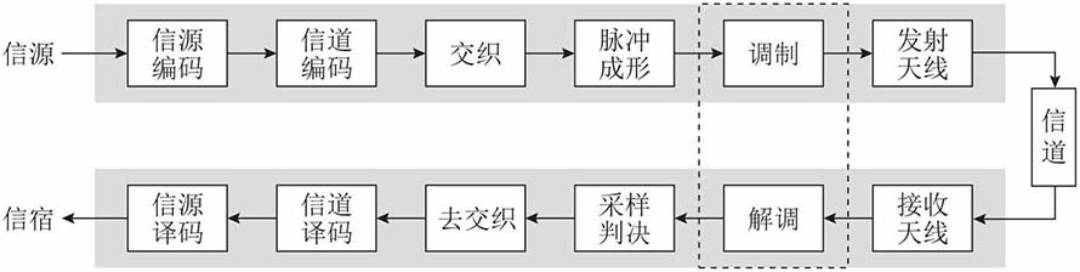 信源
信源
编码
信道
编码
交织
脉冲
成形
调制
发射
天线
信道
信宿
信源
译码
信道
译码
去交织
采样
判决
解调
接收
天线